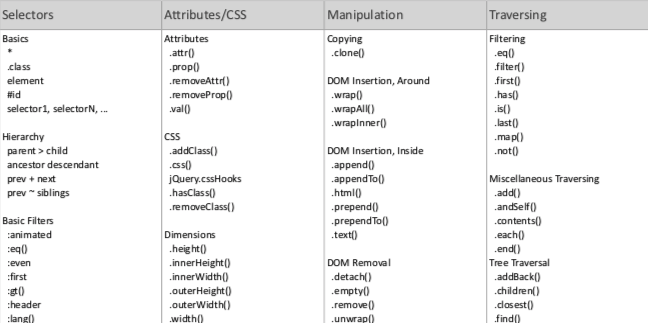 Selectors
Basics
*
.class
element
#id
selector1, selectorN, ...
Hierarchy
parent > child
ancestor descendant
prev + next
prev ~ siblings
Basic Filters
:animated
:eq()
:even
:first
:gt()
:header
:lang()
Attributes/CSS
Attributes
.attr()
.prop()
.removeAttr()
.removeProp()
.val()
CSS
.addClass()
.css()
jQuery.cssHooks
.hasClass()
.removeClass()
Dimensions
.height()
.innerHeight()
.innerWidth()
.outerHeight()
.outerWidth()
.width()
Manipulation
Copying
.clone()
DOM Insertion, Around
.wrap()
.wrapAll()
.wrapInner()
DOM Insertion, Inside
.append()
.appendTo()
.html()
.prepend()
.prependTo()
.text()
DOM Removal
.detach()
.empty()
.remove()
.unwrap()
Traversing
Filtering
.eq()
.filter()
.first()
.has()
.is()
.last()
.map()
.not()
Miscellaneous Traversing
.add()
.andSelf()
.contents()
.each()
.end()
Tree Traversal
.addBack()
.children()
.closest()
.find()